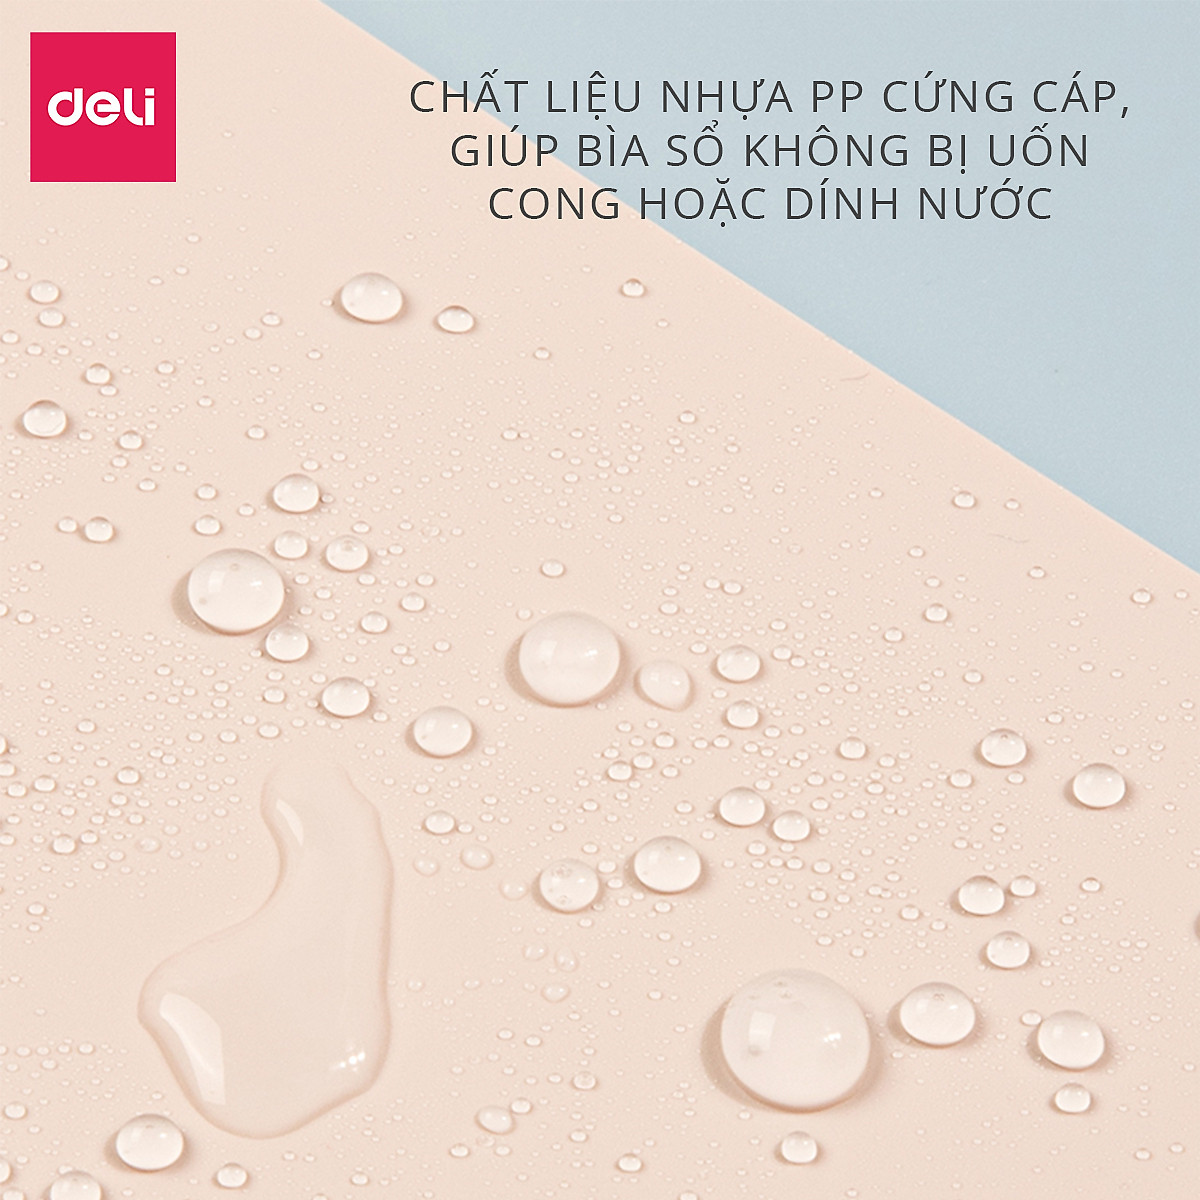 deli
CHẤT LIỆU NHỰA PP CỨNG CÁP,
GIÚP BÌA SỔ KHÔNG BỊ UỐN
CONG HOẶC DÍNH NƯỚC